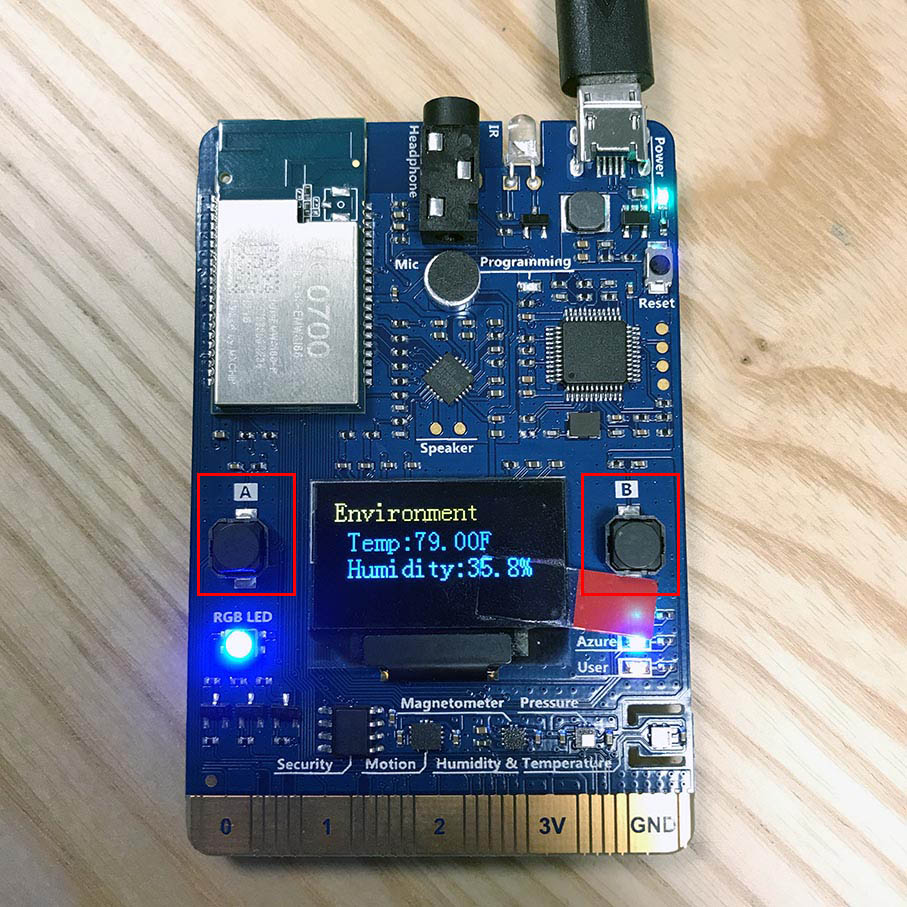 Headphone
IR
Power
Mic
Programming
Reset
0700
EMW3166
Speaker
A
B
Environment
Temp:79.00F
Humidity:35.8%
RGB LED
Azure
User
Magnetometer
Pressure
Security
Motion
Humidity & Temperature
0
1
2
3V
GND